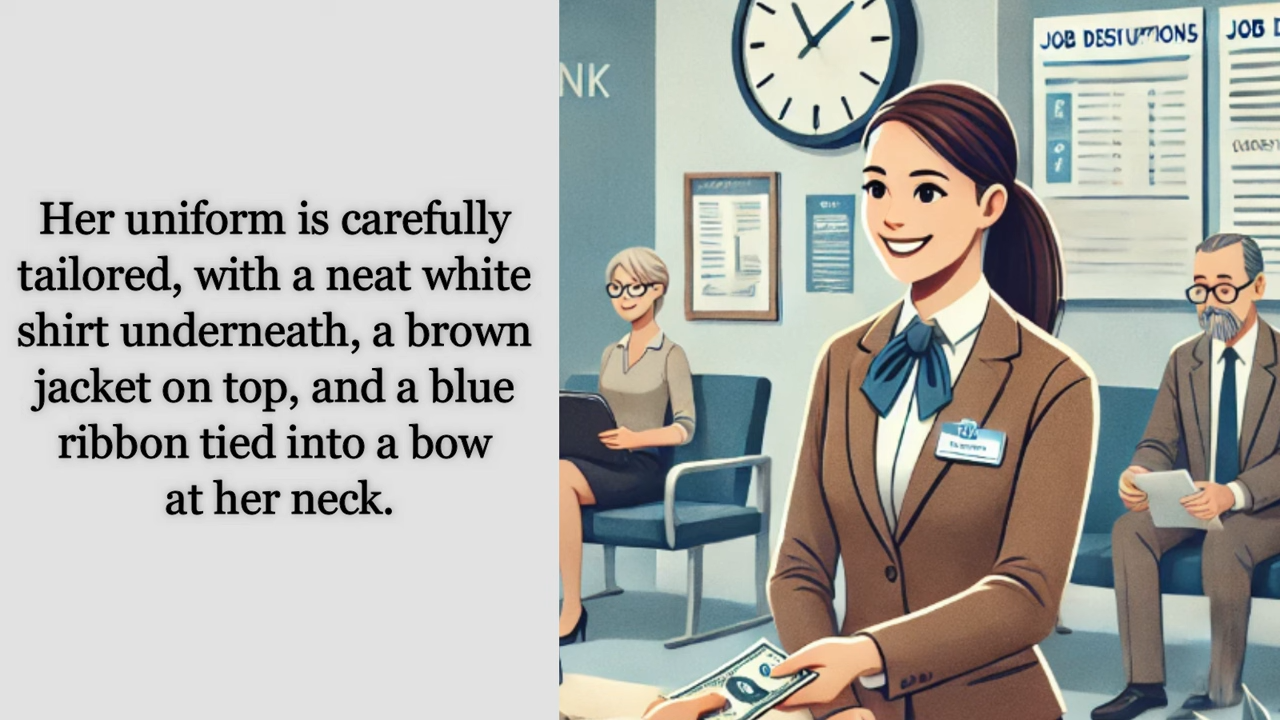 Her uniform is carefully
tailored, with a neat white
shirt underneath, a brown
jacket on top, and a blue
ribbon tied into a bow
at her neck.
NK
JOB
JOB